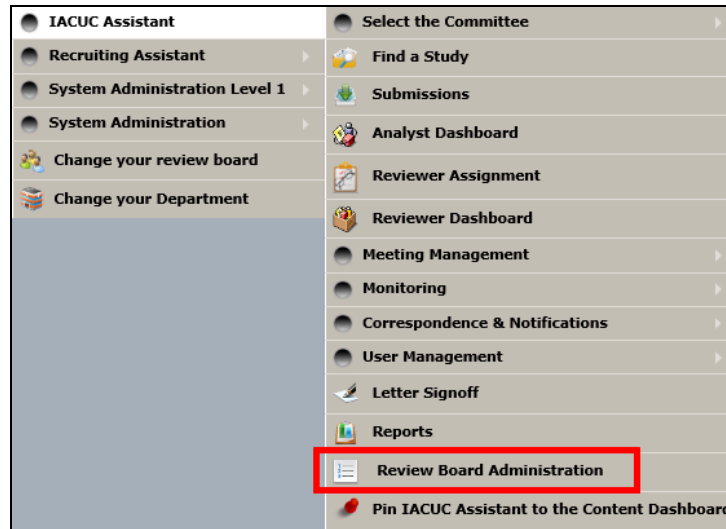 IACUC Assistant
Recruiting Assistant
System Administration Level 1
System Administration
Change your review board
Change your Department
Select the Committee
Find a Study
Submissions
Analyst Dashboard
Reviewer Assignment
Reviewer Dashboard
Meeting Management
Monitoring
Correspondence & Notifications
User Management
Letter Signoff
Reports
Review Board Administration
Pin IACUC Assistant to the Content Dashboard